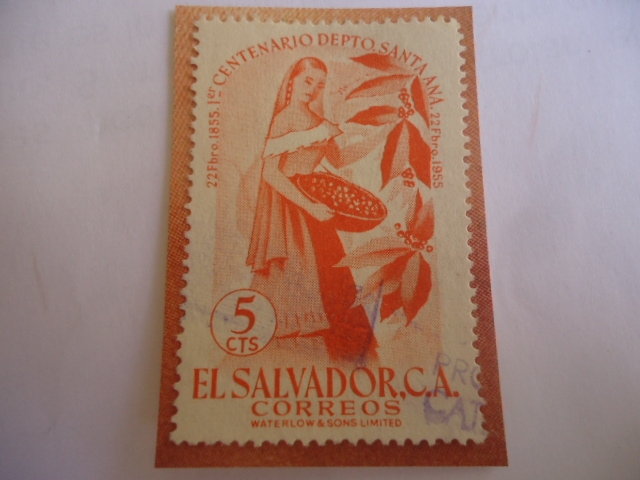 22 Fbro. 1855. 1er CENTENARIO DEPTO. SANTA ANA. 22 Fbro. 1955
5
CTS
EL SALVADOR, C.A.
CORREOS
WATERLOW & SONS LIMITED